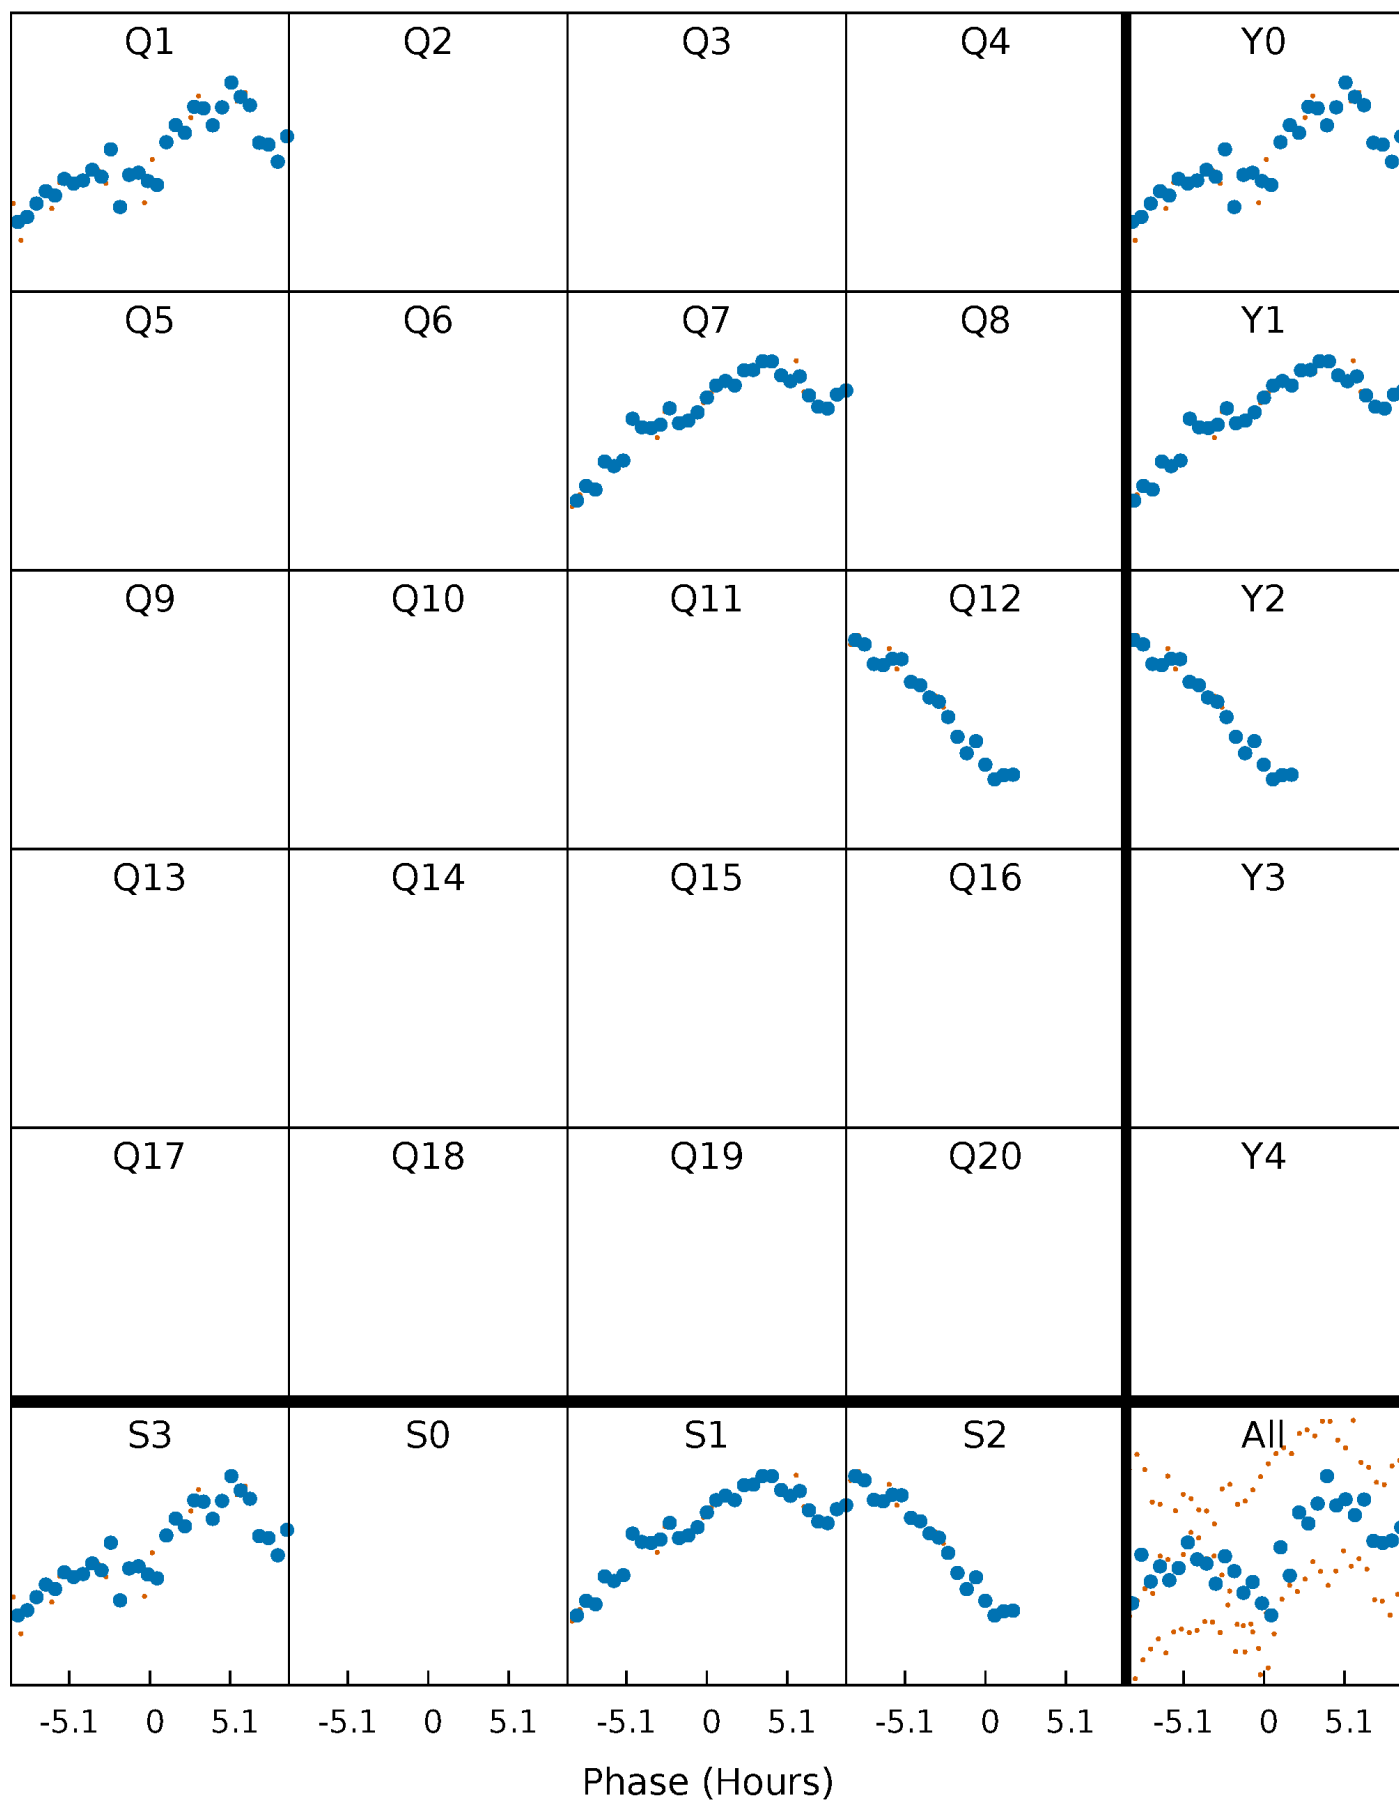 Q1 Q2 Q3 Q4 Y0
Q5 Q6 Q7 Q8 Y1
Q9 Q10 Q11 Q12 Y2
Q13 Q14 Q15 Q16 Y3
Q17 Q18 Q19 Q20 Y4
S3 S0 S1 S2 All
-5.1 0 5.1 -5.1 0 5.1 -5.1 0 5.1 -5.1 0 5.1 -5.1 0 5.1
Phase (Hours)